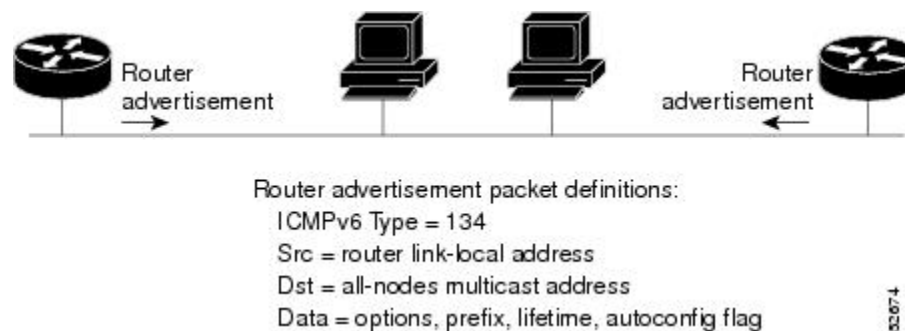 Router
advertisement
Router
advertisement
Router advertisement packet definitions:
ICMPv6 Type = 134
Src = router link-local address
Dst = all-nodes multicast address
Data = options, prefix, lifetime, autoconfig flag
52674